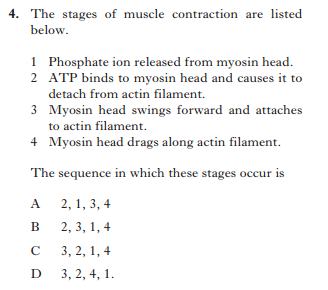 4. The stages of muscle contraction are listed
below.
1 Phosphate ion released from myosin head.
2 ATP binds to myosin head and causes it to
detach from actin filament.
3 Myosin head swings forward and attaches
to actin filament.
4 Myosin head drags along actin filament.
The sequence in which these stages occur is
A 2, 1, 3, 4
B 2, 3, 1, 4
C 3, 2, 1, 4
D 3, 2, 4, 1.